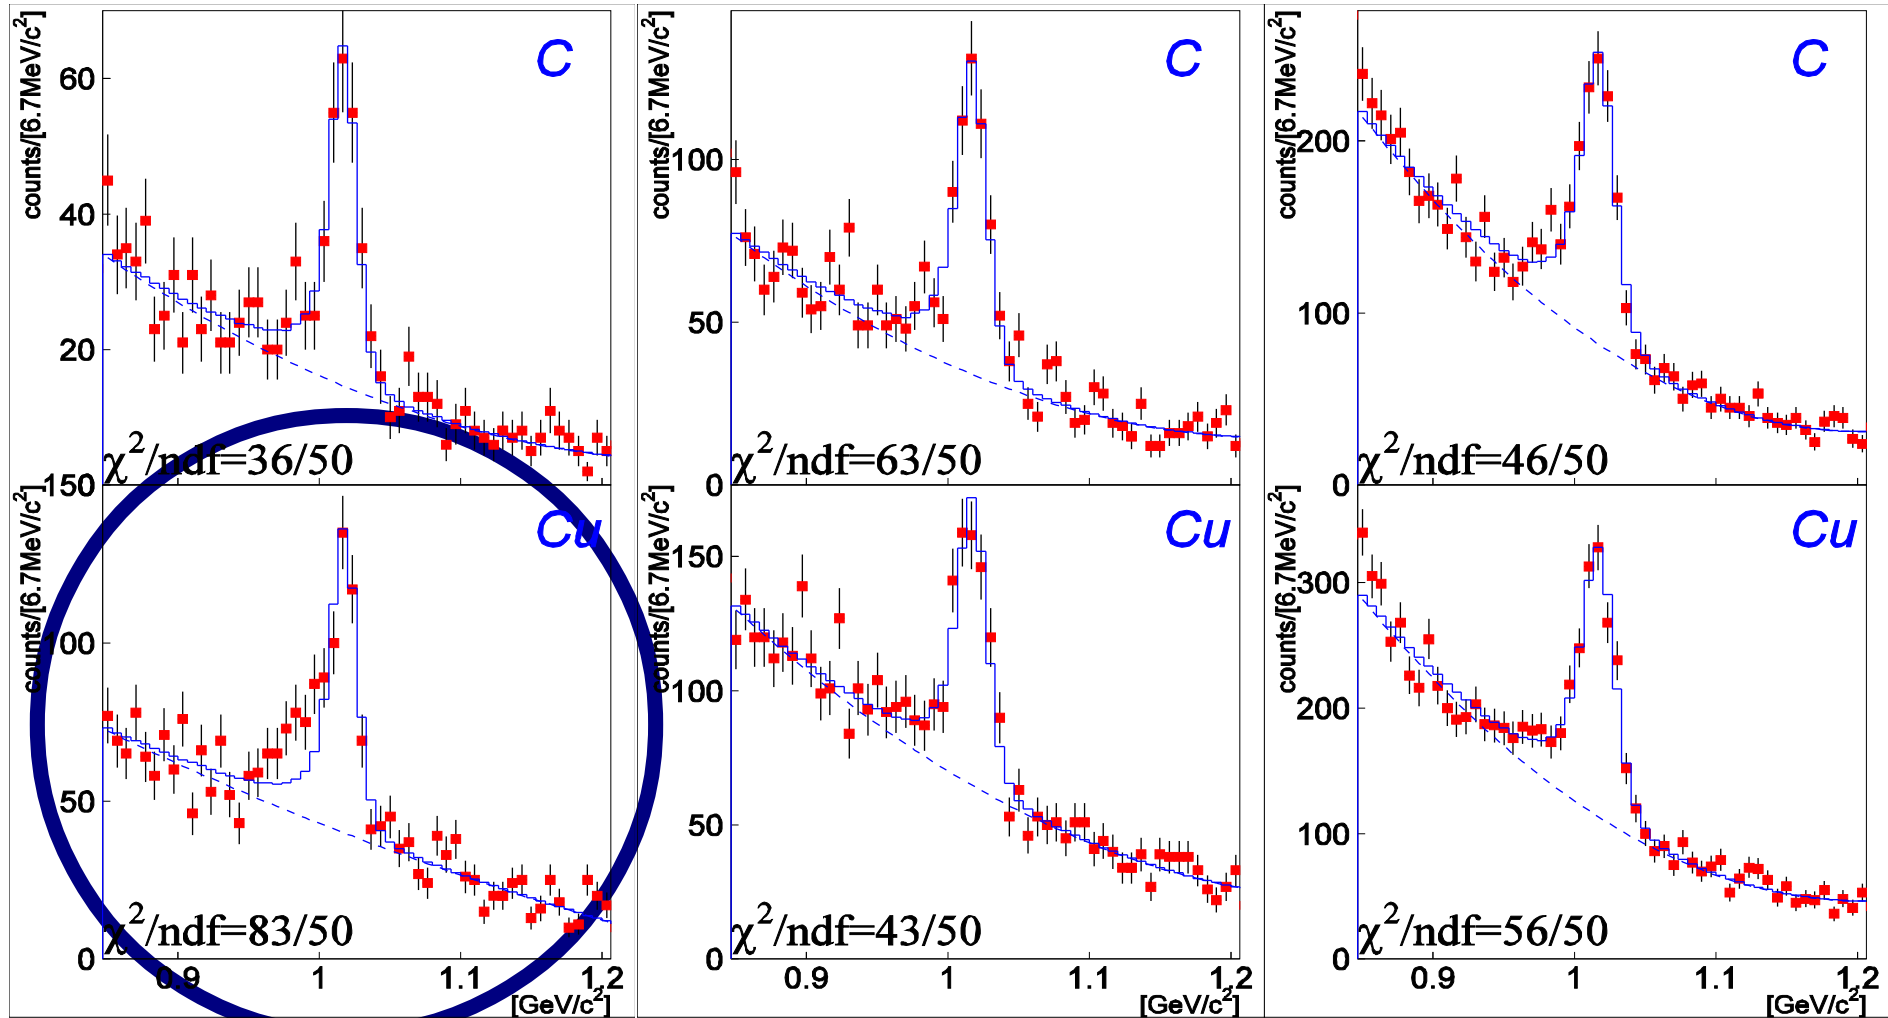 counts/[6.7MeV/c²]
60
40
20
C
χ²/ndf=36/50
counts/[6.7MeV/c²]
100
50
0
C
χ²/ndf=63/50
counts/[6.7MeV/c²]
200
100
0
C
χ²/ndf=46/50
counts/[6.7MeV/c²]
150
100
50
0
Cu
χ²/ndf=83/50
0.9 1 1.1 1.2
[GeV/c²]
counts/[6.7MeV/c²]
150
100
50
0
Cu
χ²/ndf=43/50
0.9 1 1.1 1.2
[GeV/c²]
counts/[6.7MeV/c²]
300
200
100
0
Cu
χ²/ndf=56/50
0.9 1 1.1 1.2
[GeV/c²]